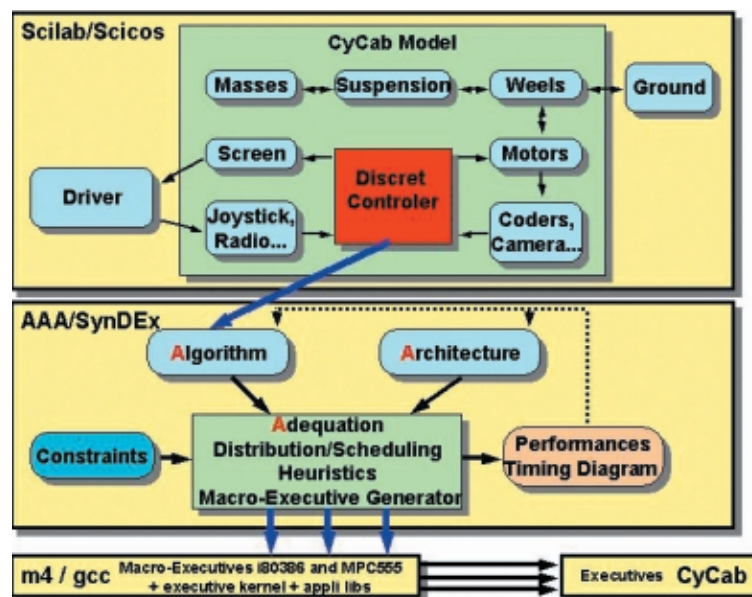 Scilab/Scicos
CyCab Model
Masses
Suspension
Weels
Ground
Screen
Motors
Driver
Discret
Controler
Joystick,
Radio...
Coders,
Camera...
AAA/SynDEx
Algorithm
Architecture
Constraints
Adequation
Distribution/Scheduling
Heuristics
Macro-Executive Generator
Performances
Timing Diagram
m4 / gcc
Macro-Executives i80386 and MPC555
+ executive kernel + appli libs
Executives CyCab